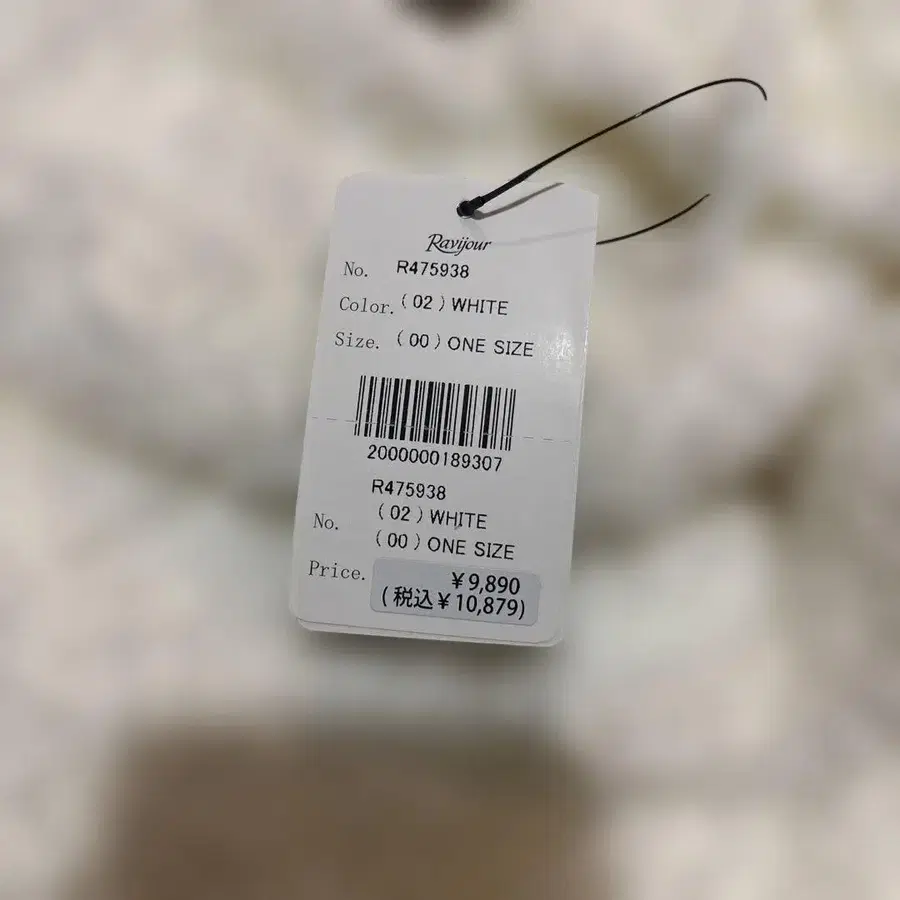 Ravijour
No. R475938
Color. (02) WHITE
Size. (00) ONE SIZE
2000000189307
R475938
(02) WHITE
No.
(00) ONE SIZE
Price. ¥9,890
(税込¥10,879)